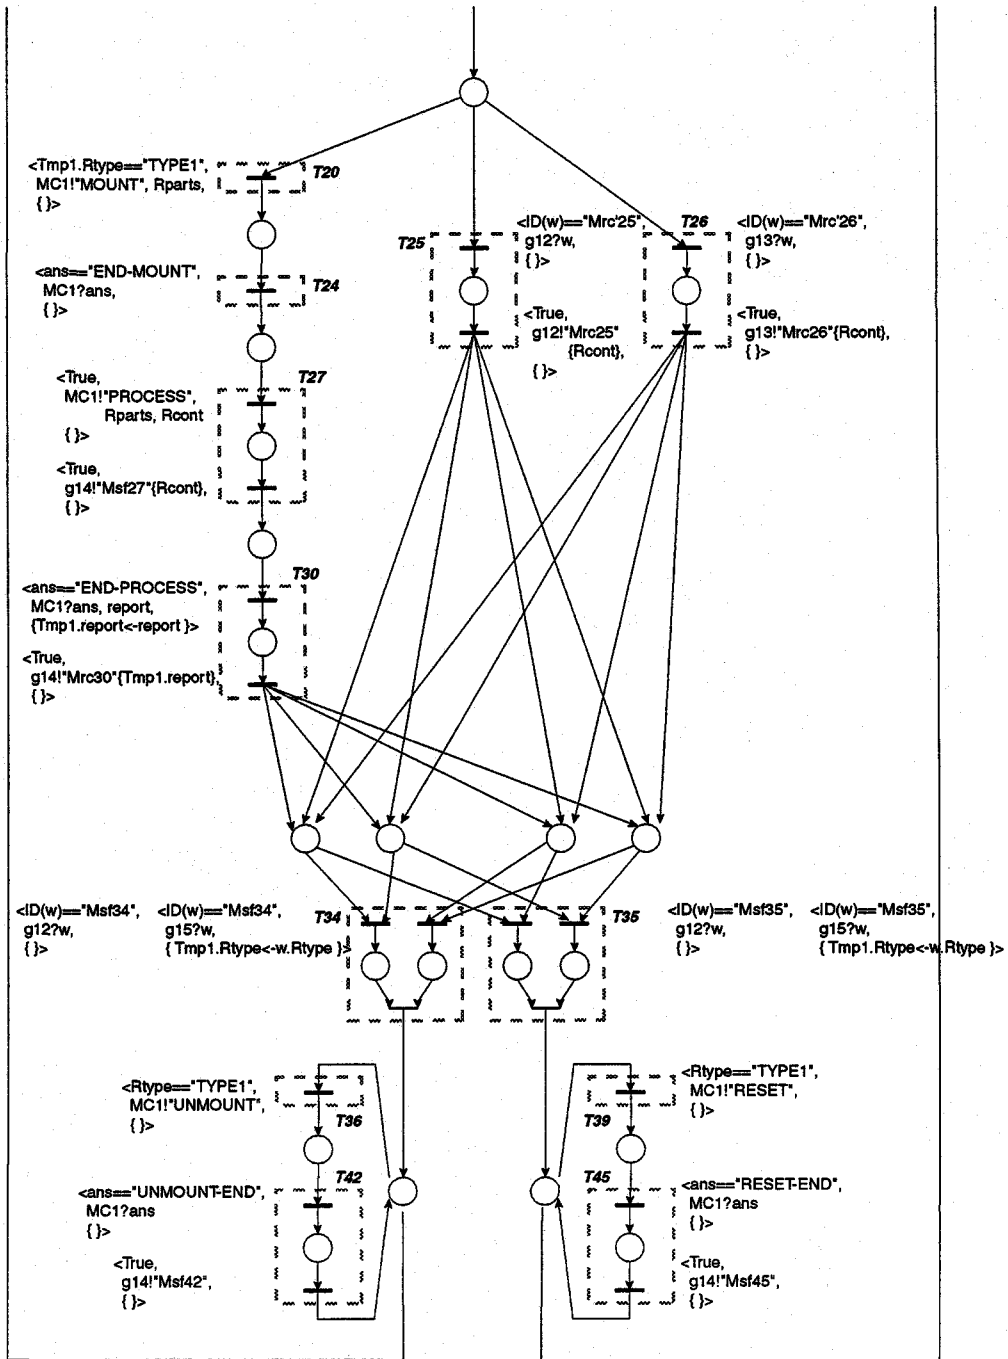 <Tmp1.Rtype=="TYPE1",
MC1!"MOUNT", Rparts,
{ }>
T20
<ID(w)=="Mrc'25",
g12?w,
{ }>
T25
T26
<ID(w)=="Mrc'26",
g13?w,
{ }>
<ans=="END-MOUNT",
MC1?ans,
{ }>
T24
<True,
g12!"Mrc25"
{Rcont},
{ }>
<True,
g13!"Mrc26"{Rcont},
{ }>
<True,
MC1!"PROCESS",
Rparts, Rcont
{ }>
T27
<True,
g14!"Msf27"{Rcont},
{ }>
T30
<ans=="END-PROCESS",
MC1?ans, report,
{Tmp1.report<-report }>
<True,
g14!"Mrc30"{Tmp1.report},
{ }>
<ID(w)=="Msf34",
g12?w,
{ }>
<ID(w)=="Msf34",
g15?w,
{ Tmp1.Rtype<-w.Rtype }>
T34
T35
<ID(w)=="Msf35",
g12?w,
{ }>
<ID(w)=="Msf35",
g15?w,
{ Tmp1.Rtype<-w.Rtype }>
<Rtype=="TYPE1",
MC1!"UNMOUNT",
{ }>
T36
<Rtype=="TYPE1",
MC1!"RESET",
{ }>
T39
<ans=="UNMOUNT-END",
MC1?ans
{ }>
T42
T45
<ans=="RESET-END",
MC1?ans
{ }>
<True,
g14!"Msf42",
{ }>
<True,
g14!"Msf45",
{ }>